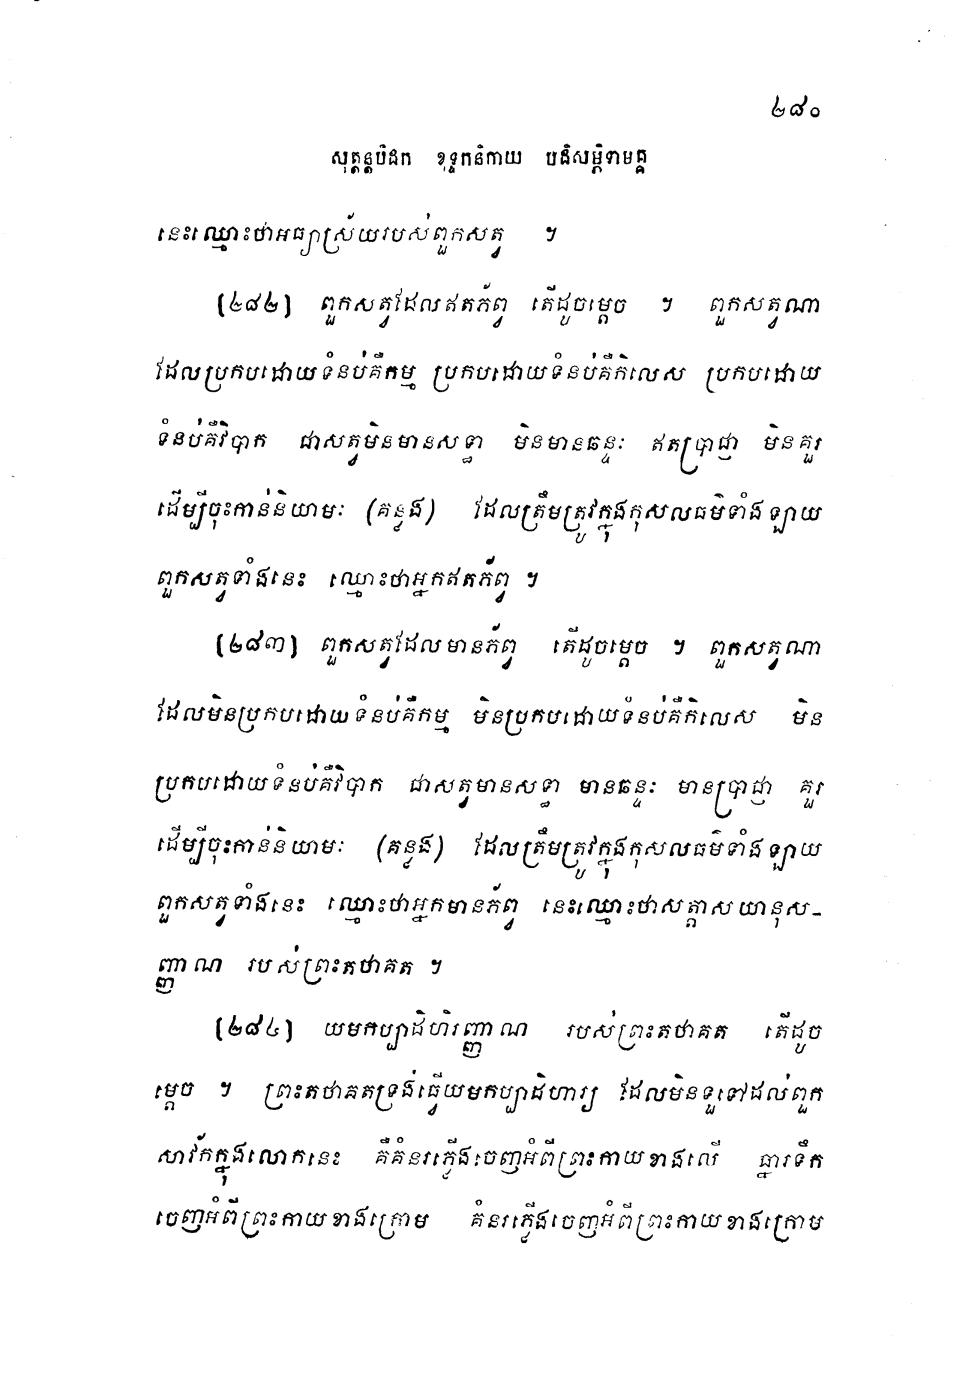 ២៨០
សុត្តន្តបិដក ខុទ្ទកនិកាយ បដិសម្ភិទាមគ្គ
នេះឈ្មោះថាអធ្យាស្រ័យរបស់ពួកសត្វ ។
(២៨២) ពួកសត្វដែលឥតភ័ព្វ តើដូចម្តេច ។ ពួកសត្វណា
ដែលប្រកបដោយទំនប់គឺកម្ម ប្រកបដោយទំនប់គឺកិលេស ប្រកបដោយ
ទំនប់គឺវិបាក ជាសត្វមិនមានសទ្ធា មិនមានឆន្ទៈ ឥតប្រាជ្ញា មិនគួរ
ដើម្បីចុះកាន់និយាមៈ (គន្លង) ដែលត្រឹមត្រូវក្នុងកុសលធម៌ទាំងឡាយ
ពួកសត្វទាំងនេះ ឈ្មោះថាអ្នកឥតភ័ព្វ ។
(២៨៣) ពួកសត្វដែលមានភ័ព្វ តើដូចម្តេច ។ ពួកសត្វណា
ដែលមិនប្រកបដោយទំនប់គឺកម្ម មិនប្រកបដោយទំនប់គឺកិលេស មិន
ប្រកបដោយទំនប់គឺវិបាក ជាសត្វមានសទ្ធា មានឆន្ទៈ មានប្រាជ្ញា គួរ
ដើម្បីចុះកាន់និយាមៈ (គន្លង) ដែលត្រឹមត្រូវក្នុងកុសលធម៌ទាំងឡាយ
ពួកសត្វទាំងនេះ ឈ្មោះថាអ្នកមានភ័ព្វ នេះឈ្មោះថាសត្តាសយានុស-
ញ្ញាណ របស់ព្រះតថាគត ។
(២៨៤) យមកប្បាដិហិរញ្ញាណ របស់ព្រះតថាគត តើដូច
ម្តេច ។ ព្រះតថាគតទ្រង់ធ្វើយមកប្បាដិហារ្យ ដែលមិនទួទៅដល់ពួក
សាវ័កក្នុងលោកនេះ គឺគំនរភ្លើងចេញអំពីព្រះកាយខាងលើ ធ្នារទឹក
ចេញអំពីព្រះកាយខាងក្រោម គំនរភ្លើងចេញអំពីព្រះកាយខាងក្រោម